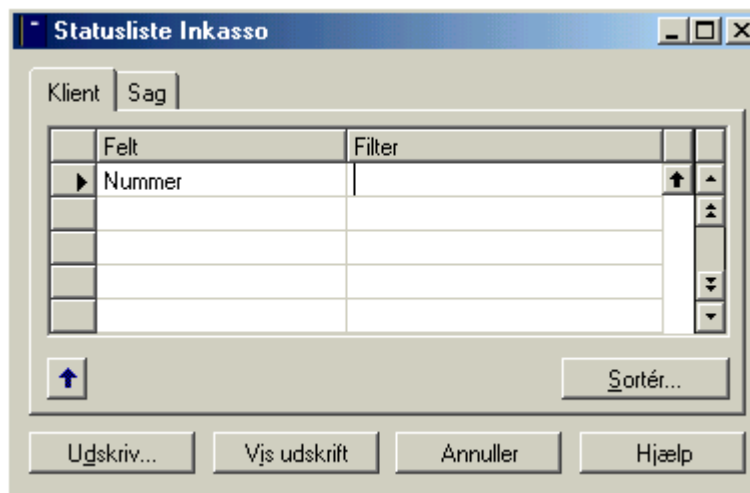 Statusliste Inkasso
Klient Sag
Felt Filter
Nummer
Sortér...
Udskriv... Vis udskrift Annuller Hjælp